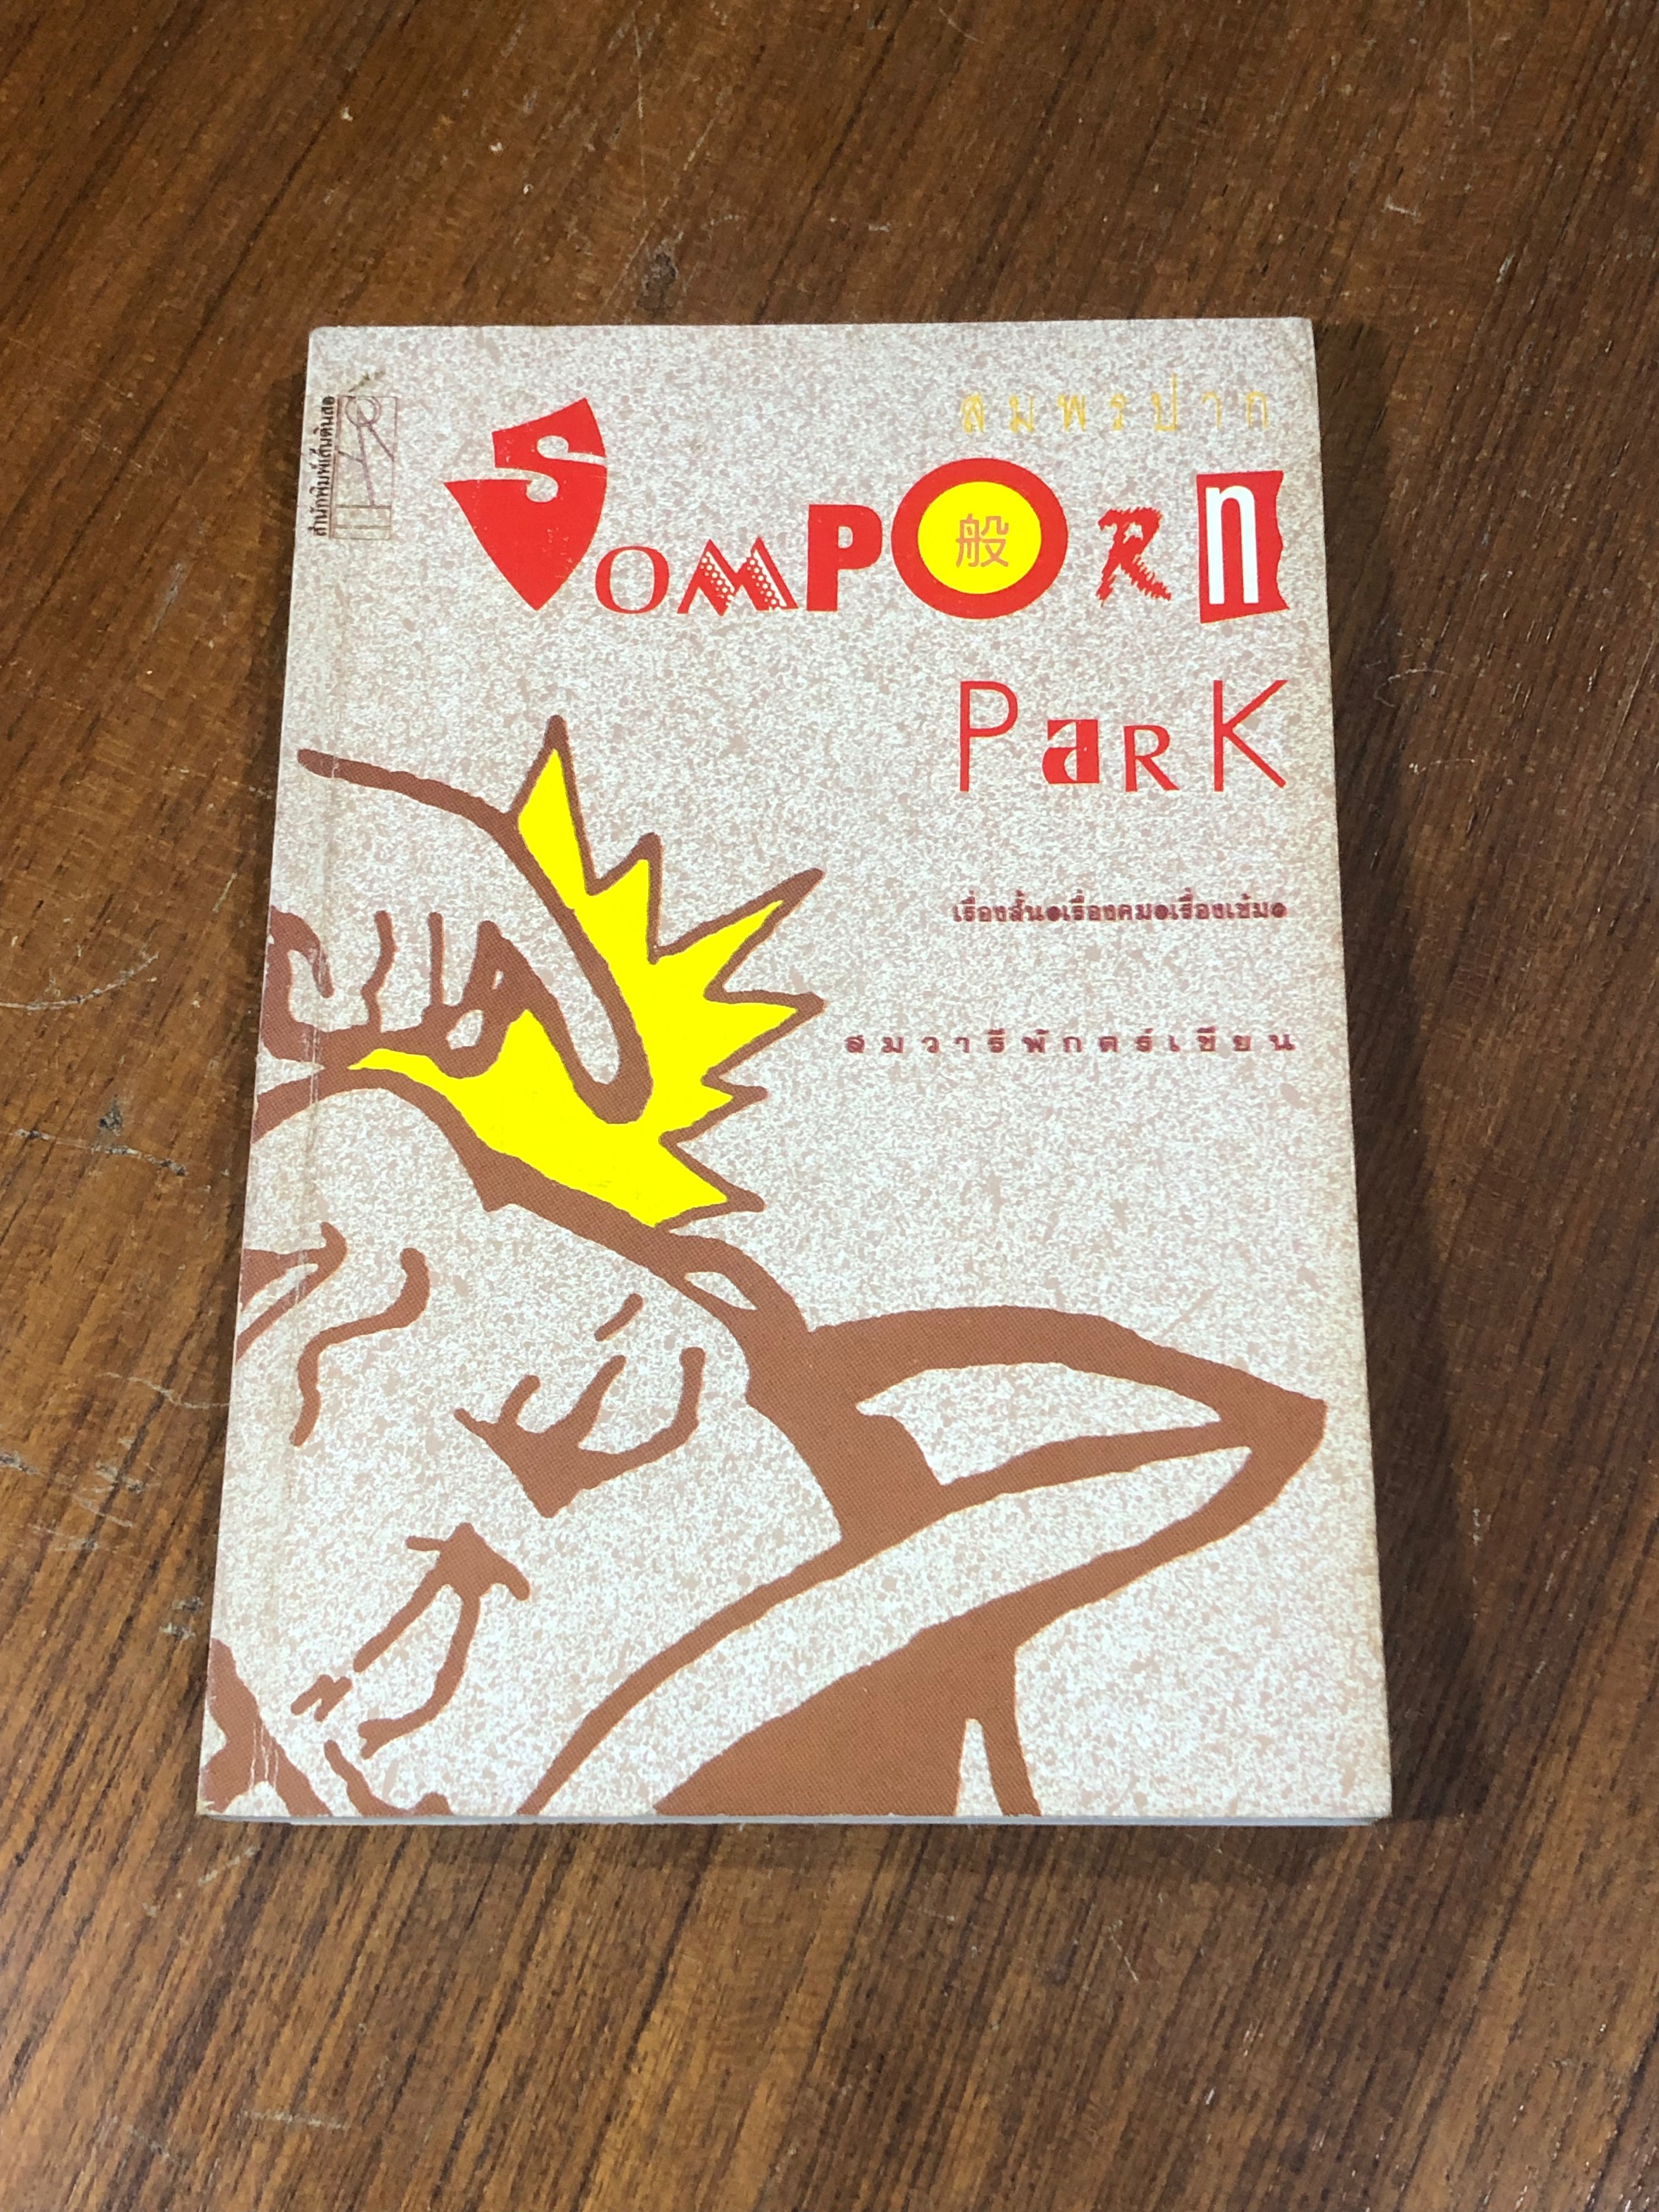 สำนักพิมพ์เส้นดินสอ
สมพรปาก
SOMPORn
般
ParK
เรื่องสั้น●เรื่องคม●เรื่องเข้ม●
สมวารีพักตร์เขียน